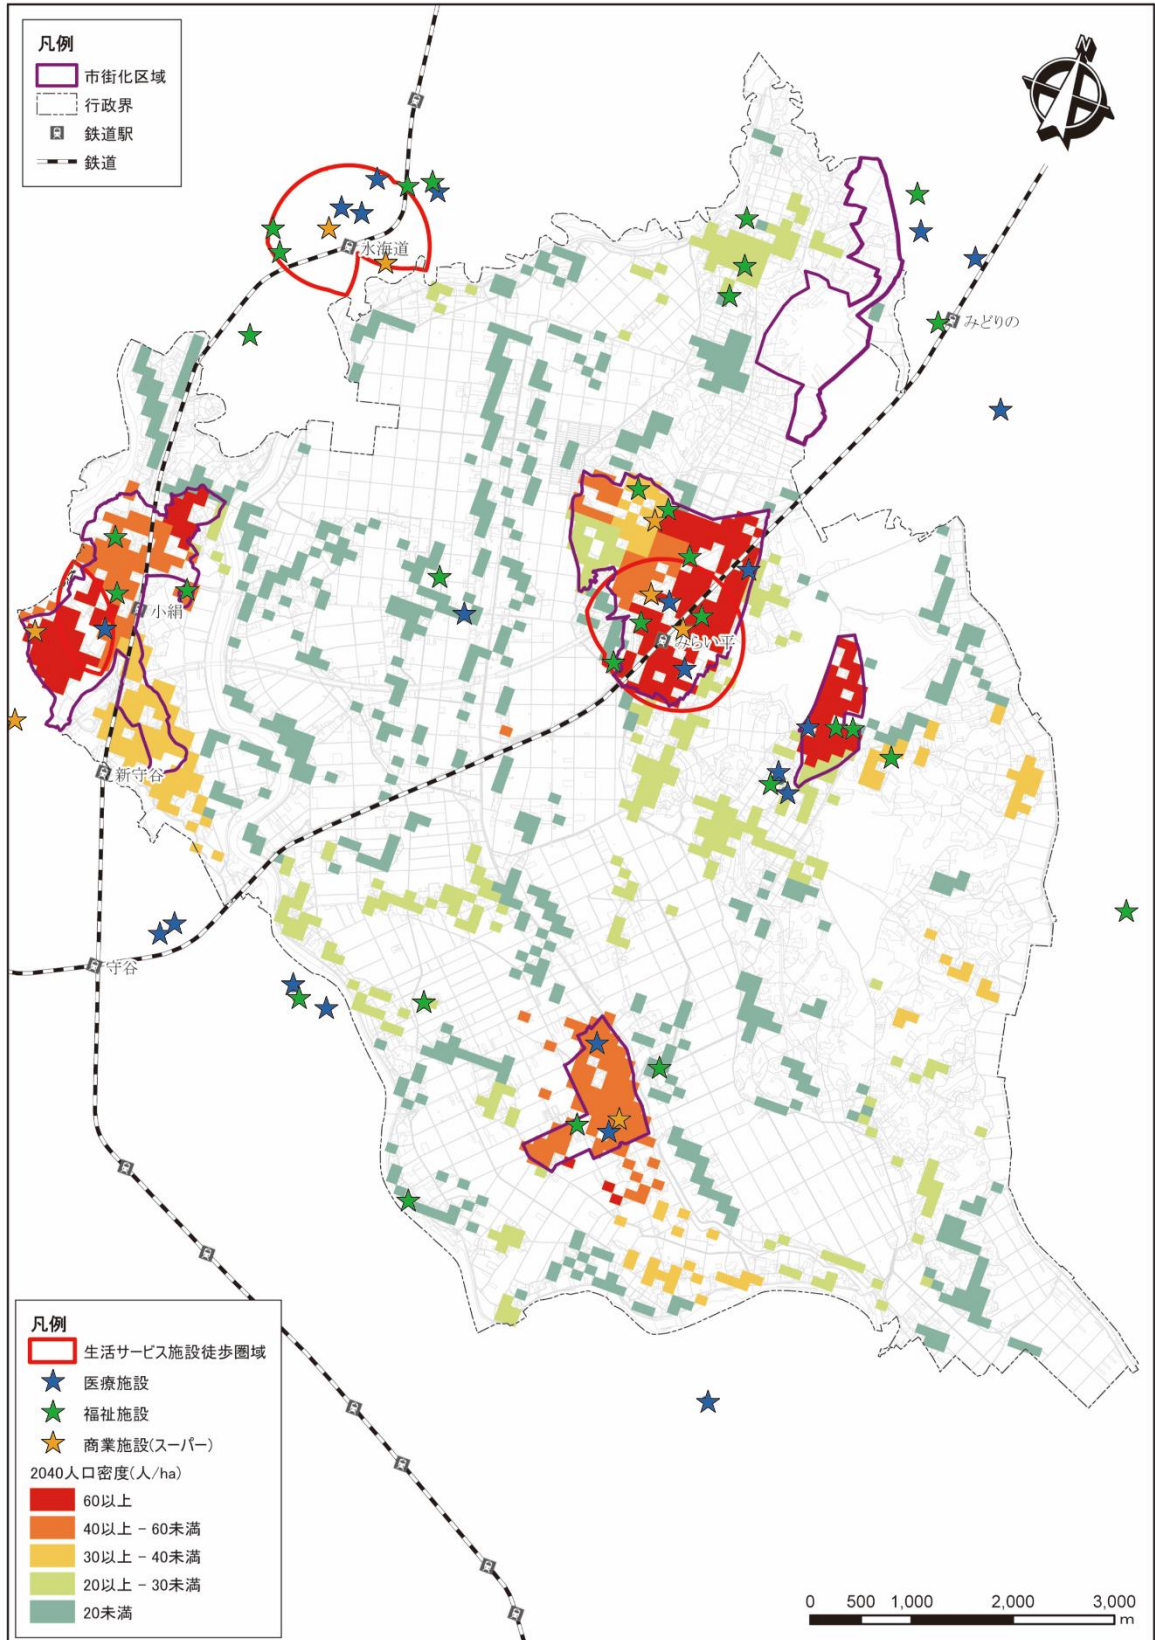 凡例
市街化区域
行政界
鉄道駅
鉄道
N
水海道
みどりの
小絹
みらい平
新守谷
守谷
凡例
生活サービス施設徒歩圏域
医療施設
福祉施設
商業施設(スーパー)
2040人口密度(人/ha)
60以上
40以上 - 60未満
30以上 - 40未満
20以上 - 30未満
20未満
0 500 1,000 2,000 3,000
m